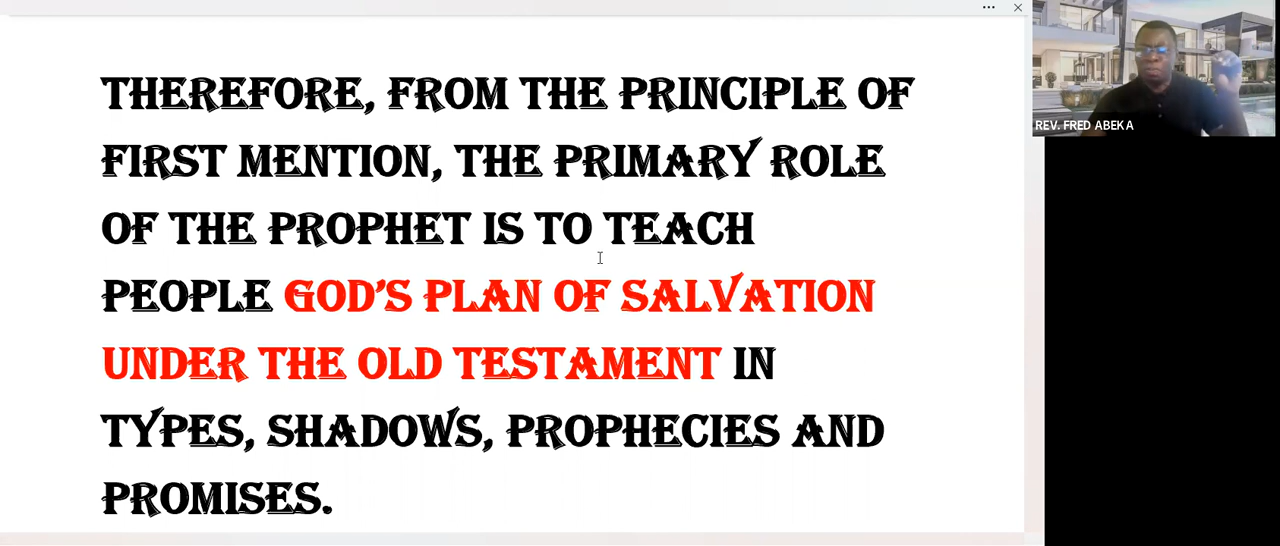 THEREFORE, FROM THE PRINCIPLE OF
FIRST MENTION, THE PRIMARY ROLE
OF THE PROPHET IS TO TEACH
PEOPLE GOD'S PLAN OF SALVATION
UNDER THE OLD TESTAMENT IN
TYPES, SHADOWS, PROPHECIES AND
PROMISES.
REV. FRED ABEKA